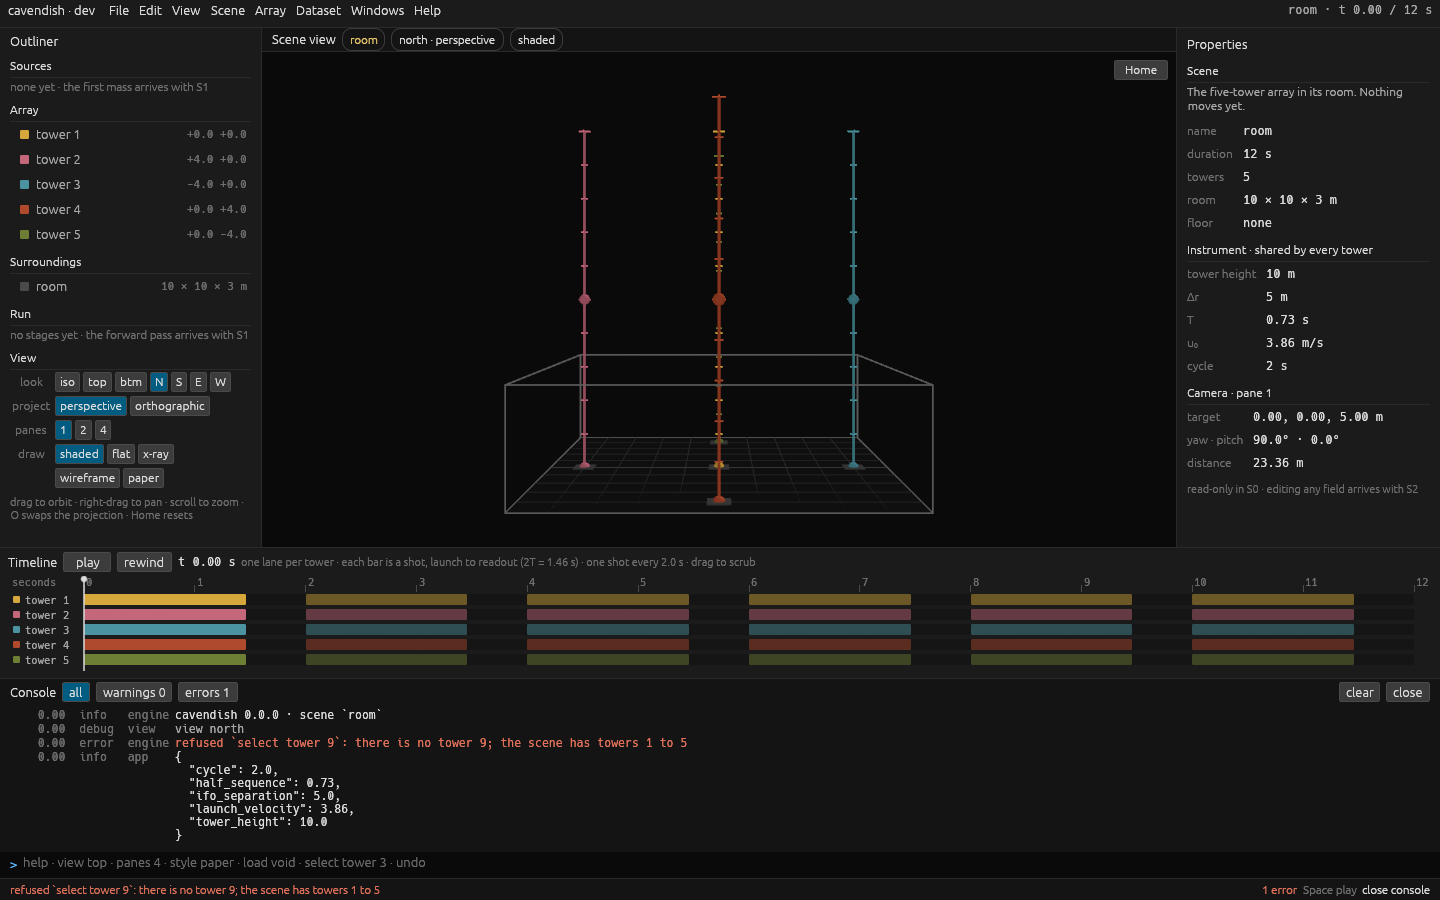 cavendish · dev File Edit View Scene Array Dataset Windows Help
room · t 0.00 / 12 s
Outliner
Sources
none yet · the first mass arrives with S1
Array
tower 1 +0.0 +0.0
tower 2 +4.0 +0.0
tower 3 −4.0 +0.0
tower 4 +0.0 +4.0
tower 5 +0.0 −4.0
Surroundings
room 10 × 10 × 3 m
Run
no stages yet · the forward pass arrives with S1
View
look iso top btm N S E W
project perspective orthographic
panes 1 2 4
draw shaded flat x-ray
wireframe paper
drag to orbit · right-drag to pan · scroll to zoom ·
O swaps the projection · Home resets
Scene view room north · perspective shaded
Home
Properties
Scene
The five-tower array in its room. Nothing
moves yet.
name room
duration 12 s
towers 5
room 10 × 10 × 3 m
floor none
Instrument · shared by every tower
tower height 10 m
Δr 5 m
T 0.73 s
u₀ 3.86 m/s
cycle 2 s
Camera · pane 1
target 0.00, 0.00, 5.00 m
yaw · pitch 90.0° · 0.0°
distance 23.36 m
read-only in S0 · editing any field arrives with S2
Timeline play rewind t 0.00 s one lane per tower · each bar is a shot, launch to readout (2T = 1.46 s) · one shot every 2.0 s · drag to scrub
seconds 0 1 2 3 4 5 6 7 8 9 10 11 12
tower 1
tower 2
tower 3
tower 4
tower 5
Console all warnings 0 errors 1 clear close
0.00 info engine cavendish 0.0.0 · scene `room`
0.00 debug view view north
0.00 error engine refused `select tower 9`: there is no tower 9; the scene has towers 1 to 5
0.00 info app {
"cycle": 2.0,
"half_sequence": 0.73,
"ifo_separation": 5.0,
"launch_velocity": 3.86,
"tower_height": 10.0
}
> help · view top · panes 4 · style paper · load void · select tower 3 · undo
refused `select tower 9`: there is no tower 9; the scene has towers 1 to 5
1 error Space play close console